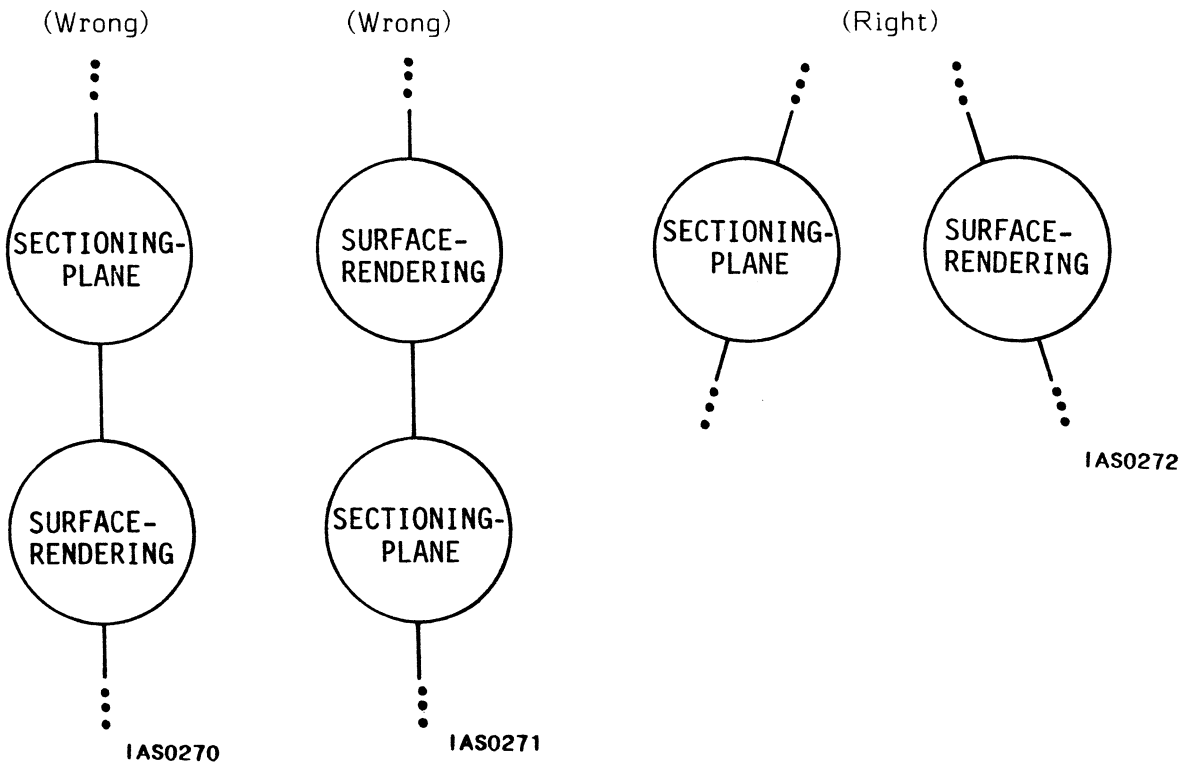 (Wrong)
(Wrong)
(Right)
SECTIONING-
PLANE
SURFACE-
RENDERING
SECTIONING-
PLANE
SURFACE-
RENDERING
IAS0272
SURFACE-
RENDERING
SECTIONING-
PLANE
IAS0270
IAS0271